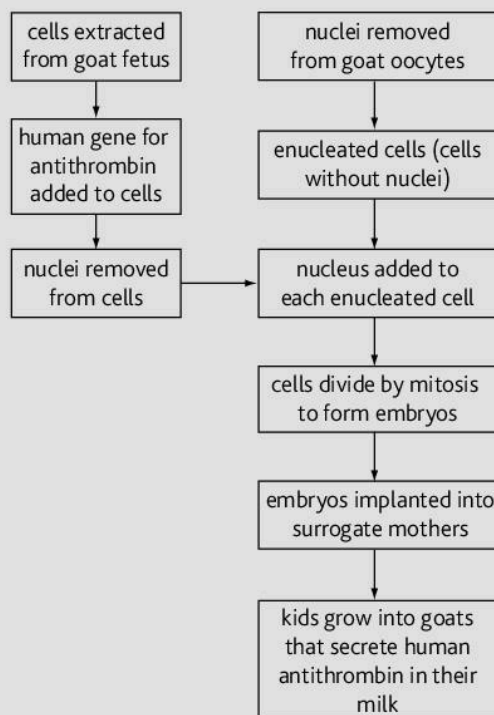 cells extracted
from goat fetus
human gene for
antithrombin
added to cells
nuclei removed
from cells
nuclei removed
from goat oocytes
enucleated cells (cells
without nuclei)
nucleus added to
each enucleated cell
cells divide by mitosis
to form embryos
embryos implanted into
surrogate mothers
kids grow into goats
that secrete human
antithrombin in their
milk